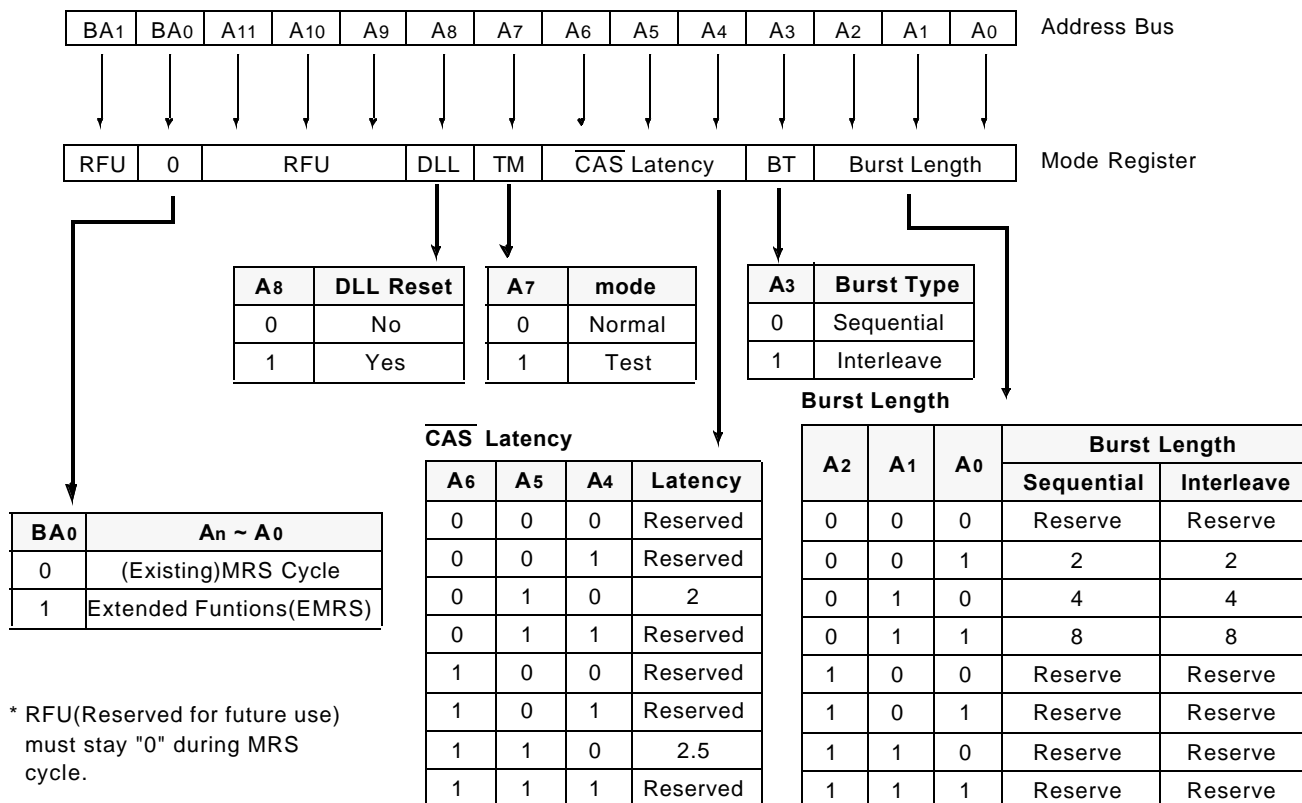 BA1 BA0 A11 A10 A9 A8 A7 A6 A5 A4 A3 A2 A1 A0 Address Bus
RFU 0 RFU DLL TM CAS Latency BT Burst Length Mode Register
A8 DLL Reset
0 No
1 Yes
A7 mode
0 Normal
1 Test
A3 Burst Type
0 Sequential
1 Interleave
BA0 An ~ A0
0 (Existing)MRS Cycle
1 Extended Funtions(EMRS)
* RFU(Reserved for future use)
must stay "0" during MRS
cycle.
CAS Latency
A6 A5 A4 Latency
0 0 0 Reserved
0 0 1 Reserved
0 1 0 2
0 1 1 Reserved
1 0 0 Reserved
1 0 1 Reserved
1 1 0 2.5
1 1 1 Reserved
Burst Length
A2 A1 A0 Burst Length
Sequential Interleave
0 0 0 Reserve Reserve
0 0 1 2 2
0 1 0 4 4
0 1 1 8 8
1 0 0 Reserve Reserve
1 0 1 Reserve Reserve
1 1 0 Reserve Reserve
1 1 1 Reserve Reserve